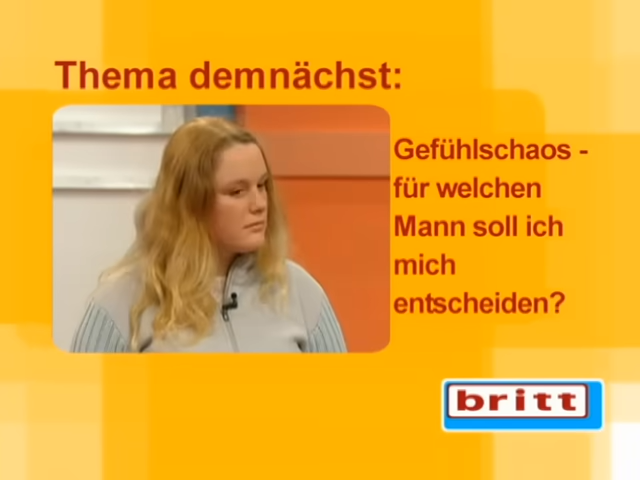 Thema demnächst:
Gefühlschaos -
für welchen
Mann soll ich
mich
entscheiden?
britt